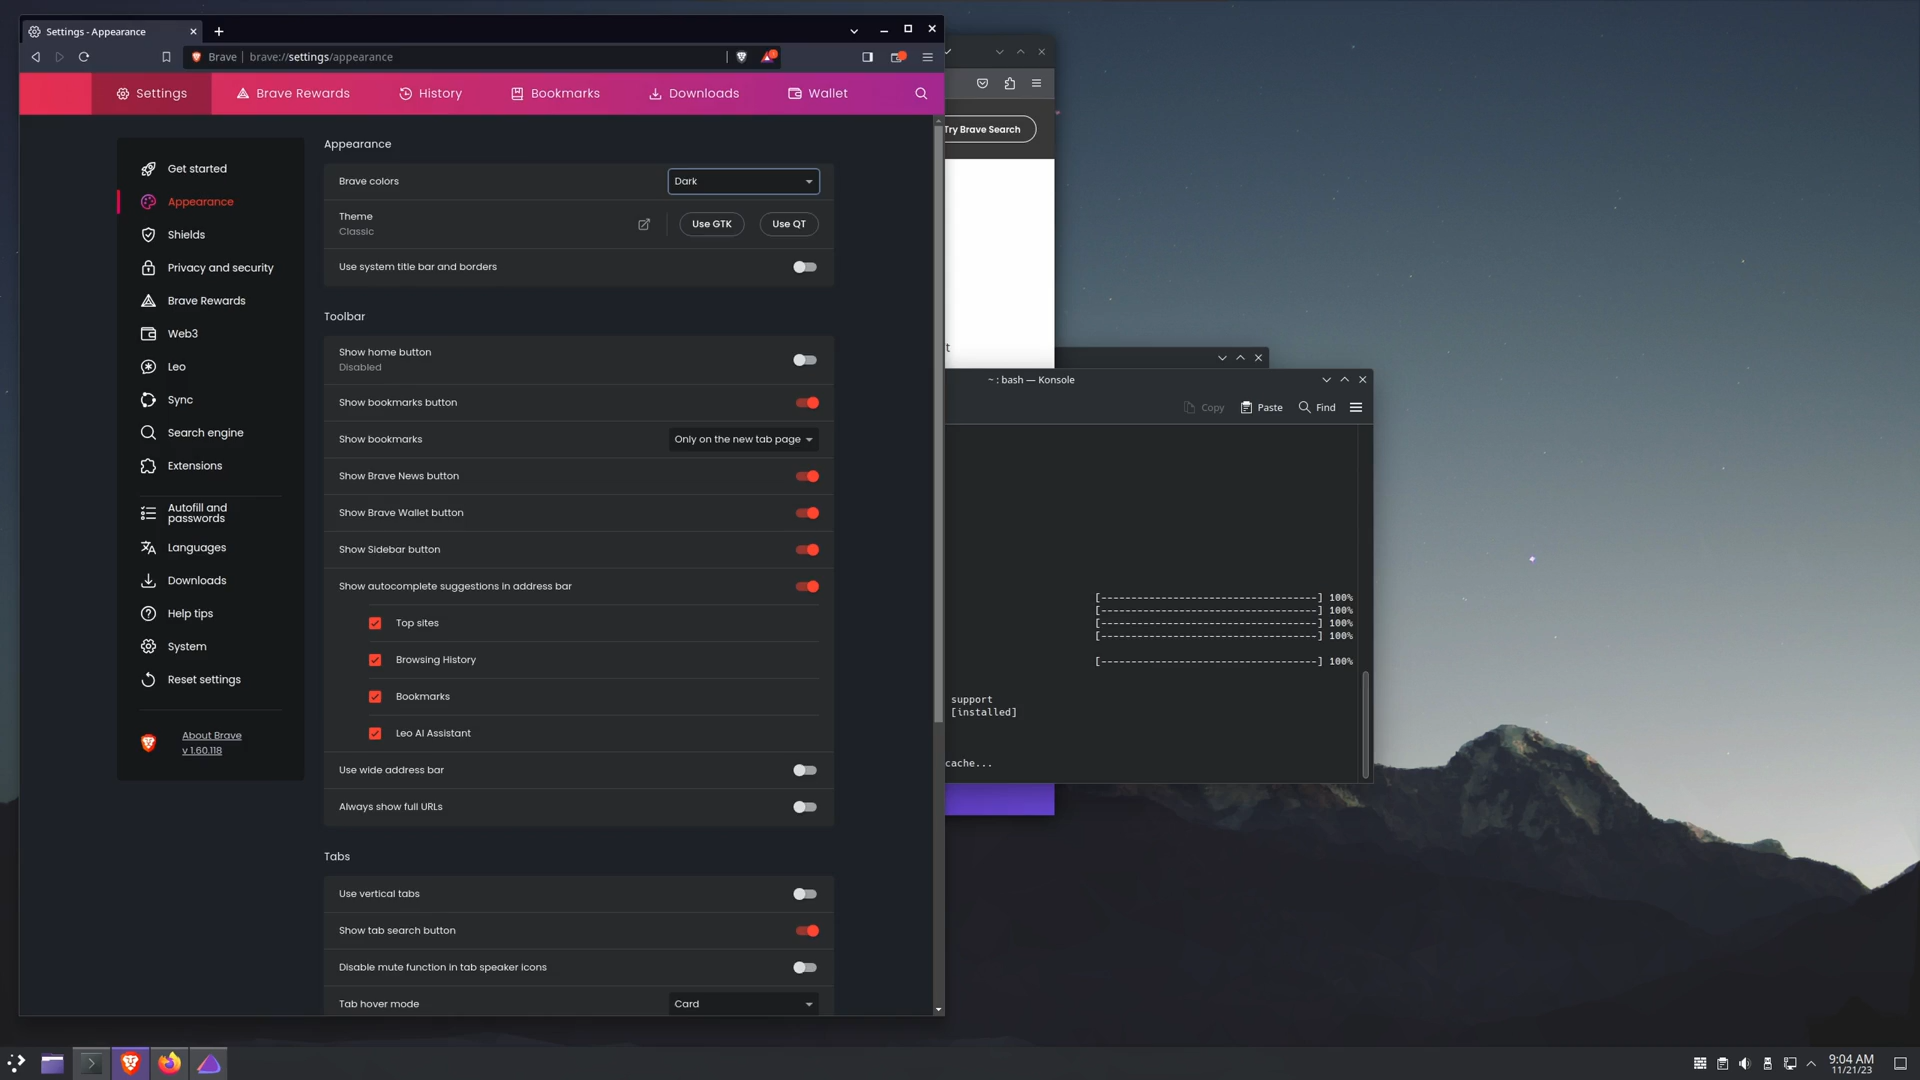 Settings - Appearance
Brave
brave://settings/appearance
Settings
Brave Rewards
History
Bookmarks
Downloads
Wallet
Try Brave Search
Get started
Appearance
Shields
Privacy and security
Brave Rewards
Web3
Leo
Sync
Search engine
Extensions
Autofill and
passwords
Languages
Downloads
Help tips
System
Reset settings
About Brave
v 1.60.118
Appearance
Brave colors
Dark
Theme
Classic
Use GTK
Use QT
Use system title bar and borders
Toolbar
Show home button
Disabled
Show bookmarks button
Show bookmarks
Only on the new tab page
Show Brave News button
Show Brave Wallet button
Show Sidebar button
Show autocomplete suggestions in address bar
Top sites
Browsing History
Bookmarks
Leo AI Assistant
Use wide address bar
Always show full URLs
Tabs
Use vertical tabs
Show tab search button
Disable mute function in tab speaker icons
Tab hover mode
Card
t
~ : bash — Konsole
Copy
Paste
Find
[----------------------------------] 100%
[----------------------------------] 100%
[----------------------------------] 100%
[----------------------------------] 100%
[----------------------------------] 100%
support
[installed]
cache...
9:04 AM
11/21/23